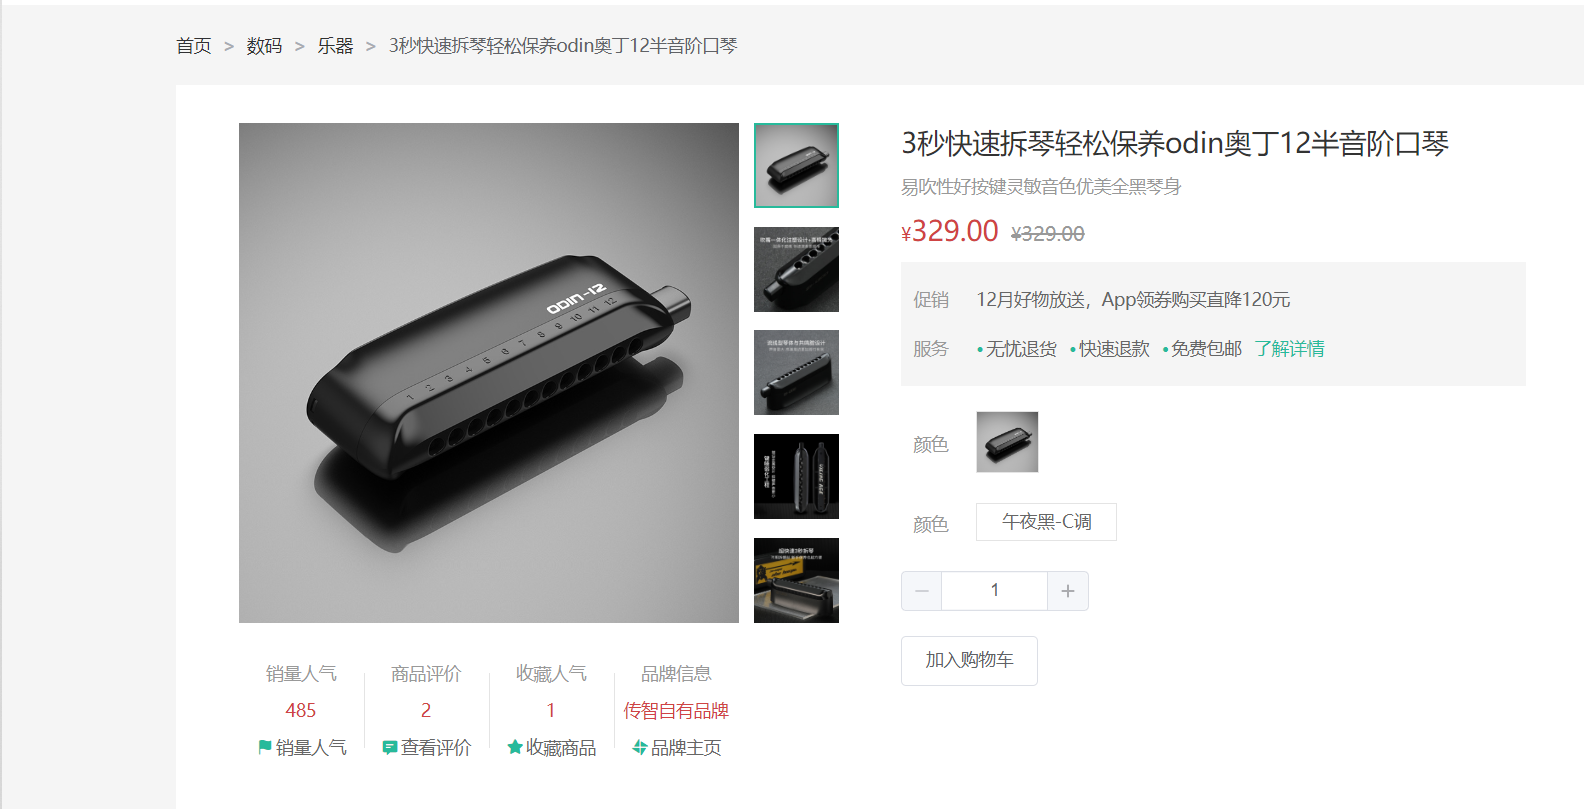 首页 > 数码 > 乐器 > 3秒快速拆琴轻松保养odin奥丁12半音阶口琴
ODIN-12
1 2 3 4 5 6 7 8 9 10 11 12
超快速3秒拆琴
3秒快速拆琴轻松保养odin奥丁12半音阶口琴
易吹性好按键灵敏音色优美全黑琴身
¥329.00 ¥329.00
促销 12月好物放送，App领券购买直降120元
服务 •无忧退货 •快速退款 •免费包邮 了解详情
颜色
颜色 午夜黑-C调
− 1 +
加入购物车
销量人气 商品评价 收藏人气 品牌信息
485 2 1 传智自有品牌
销量人气 查看评价 收藏商品 品牌主页